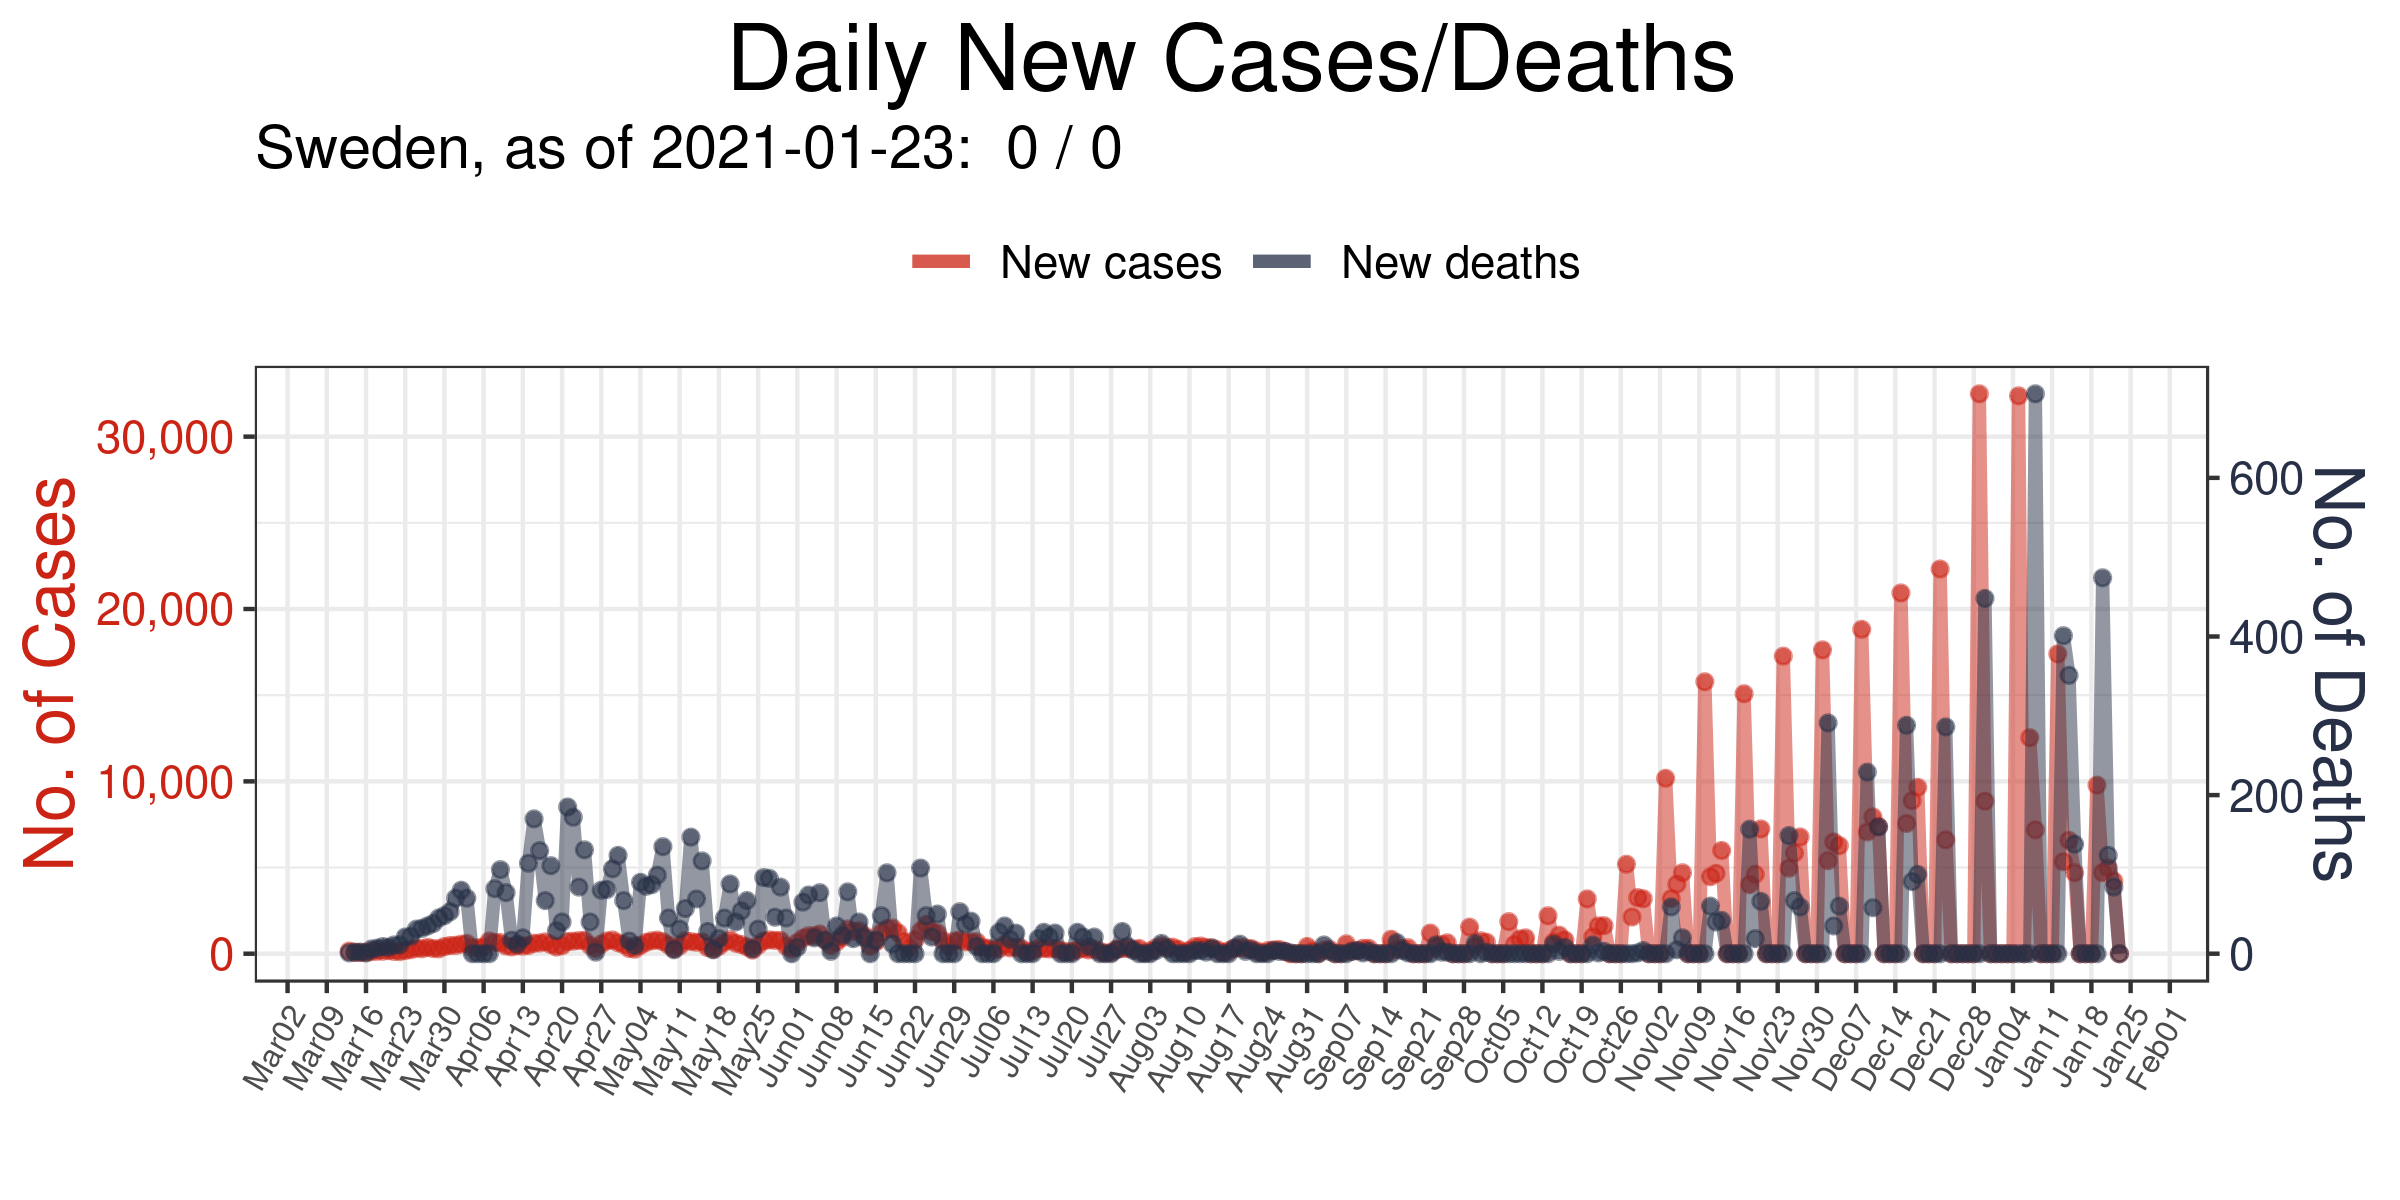 Daily New Cases/Deaths
Sweden, as of 2021-01-23:  0 / 0
New cases New deaths
No. of Cases
30,000
20,000
10,000
0
600
400
200
0
No. of Deaths
Mar02 Mar09 Mar16 Mar23 Mar30 Apr06 Apr13 Apr20 Apr27 May04 May11 May18 May25 Jun01 Jun08 Jun15 Jun22 Jun29 Jul06 Jul13 Jul20 Jul27 Aug03 Aug10 Aug17 Aug24 Aug31 Sep07 Sep14 Sep21 Sep28 Oct05 Oct12 Oct19 Oct26 Nov02 Nov09 Nov16 Nov23 Nov30 Dec07 Dec14 Dec21 Dec28 Jan04 Jan11 Jan18 Jan25 Feb01